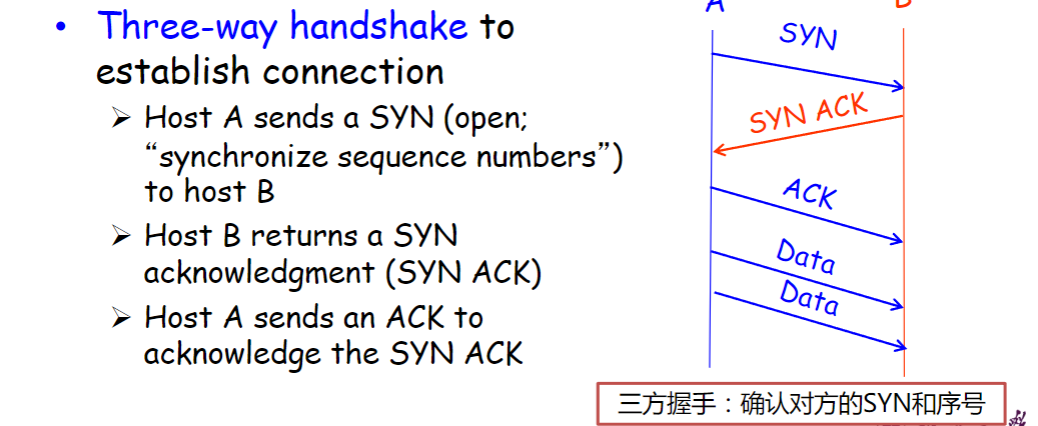 • Three-way handshake to
establish connection
➢ Host A sends a SYN (open;
“synchronize sequence numbers”)
to host B
➢ Host B returns a SYN
acknowledgment (SYN ACK)
➢ Host A sends an ACK to
acknowledge the SYN ACK
A
B
SYN
SYN ACK
ACK
Data
Data
三方握手：确认对方的SYN和序号